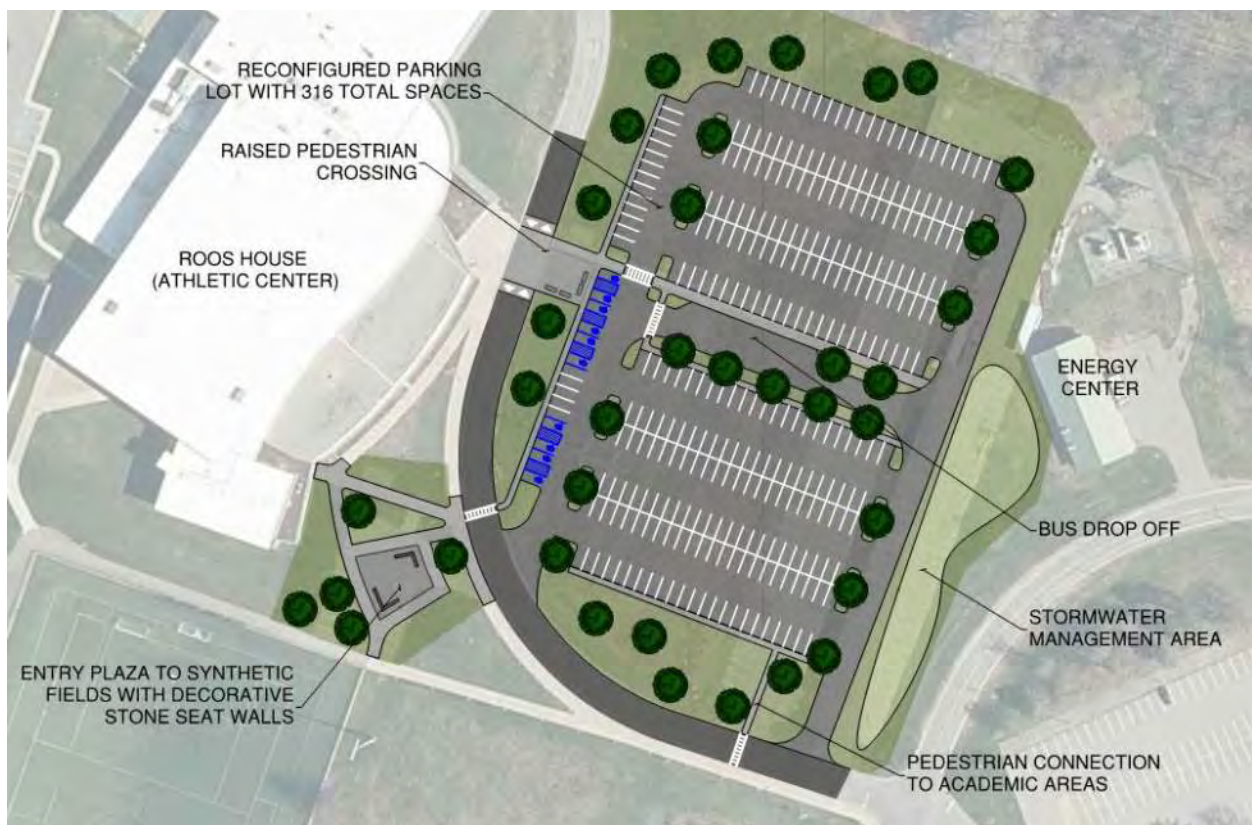 RECONFIGURED PARKING
LOT WITH 316 TOTAL SPACES
RAISED PEDESTRIAN
CROSSING
ROOS HOUSE
(ATHLETIC CENTER)
ENERGY
CENTER
BUS DROP OFF
STORMWATER
MANAGEMENT AREA
ENTRY PLAZA TO SYNTHETIC
FIELDS WITH DECORATIVE
STONE SEAT WALLS
PEDESTRIAN CONNECTION
TO ACADEMIC AREAS